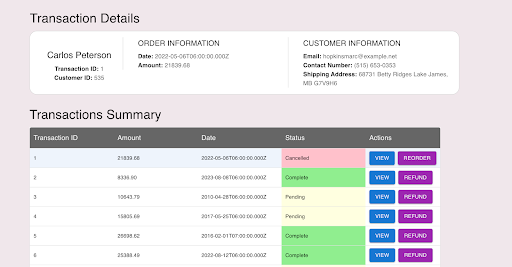 Transaction Details
Carlos Peterson
Transaction ID: 1
Customer ID: 535
ORDER INFORMATION
Date: 2022-05-06T06:00:00.000Z
Amount: 21839.68
CUSTOMER INFORMATION
Email: hopkinsmarc@example.net
Contact Number: (515) 653-0353
Shipping Address: 68731 Betty Ridges Lake James,
MB G7V9H6
Transactions Summary
Transaction ID Amount Date Status Actions
1 21839.68 2022-05-06T06:00:00.000Z Cancelled VIEW REORDER
2 8336.90 2023-08-06T06:00:00.000Z Complete VIEW REFUND
3 10643.79 2010-04-28T06:00:00.000Z Pending VIEW REFUND
4 15805.69 2017-05-25T06:00:00.000Z Pending VIEW REFUND
5 26698.62 2016-02-01T07:00:00.000Z Complete VIEW REFUND
6 25388.49 2022-08-12T06:00:00.000Z Complete VIEW REFUND